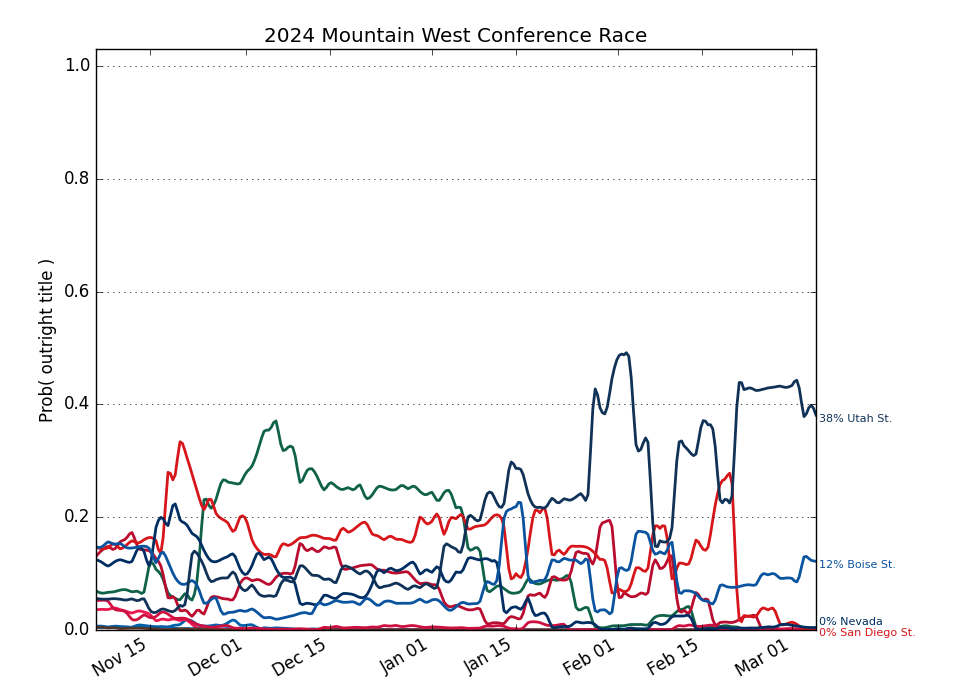 2024 Mountain West Conference Race
Prob( outright title )
1.0
0.8
0.6
0.4
0.2
0.0
38% Utah St.
12% Boise St.
0% Nevada
0% San Diego St.
Nov 15
Dec 01
Dec 15
Jan 01
Jan 15
Feb 01
Feb 15
Mar 01